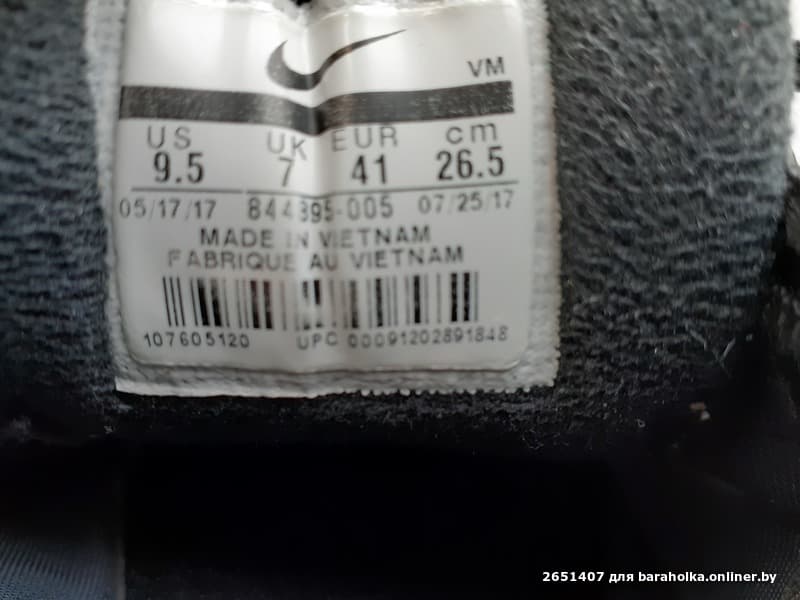 VM
US UK EUR cm
9.5 7 41 26.5
05/17/17 844895-005 07/25/17
MADE IN VIETNAM
FABRIQUE AU VIETNAM
107605120 UPC 00091202891848
2651407 для baraholka.onliner.by